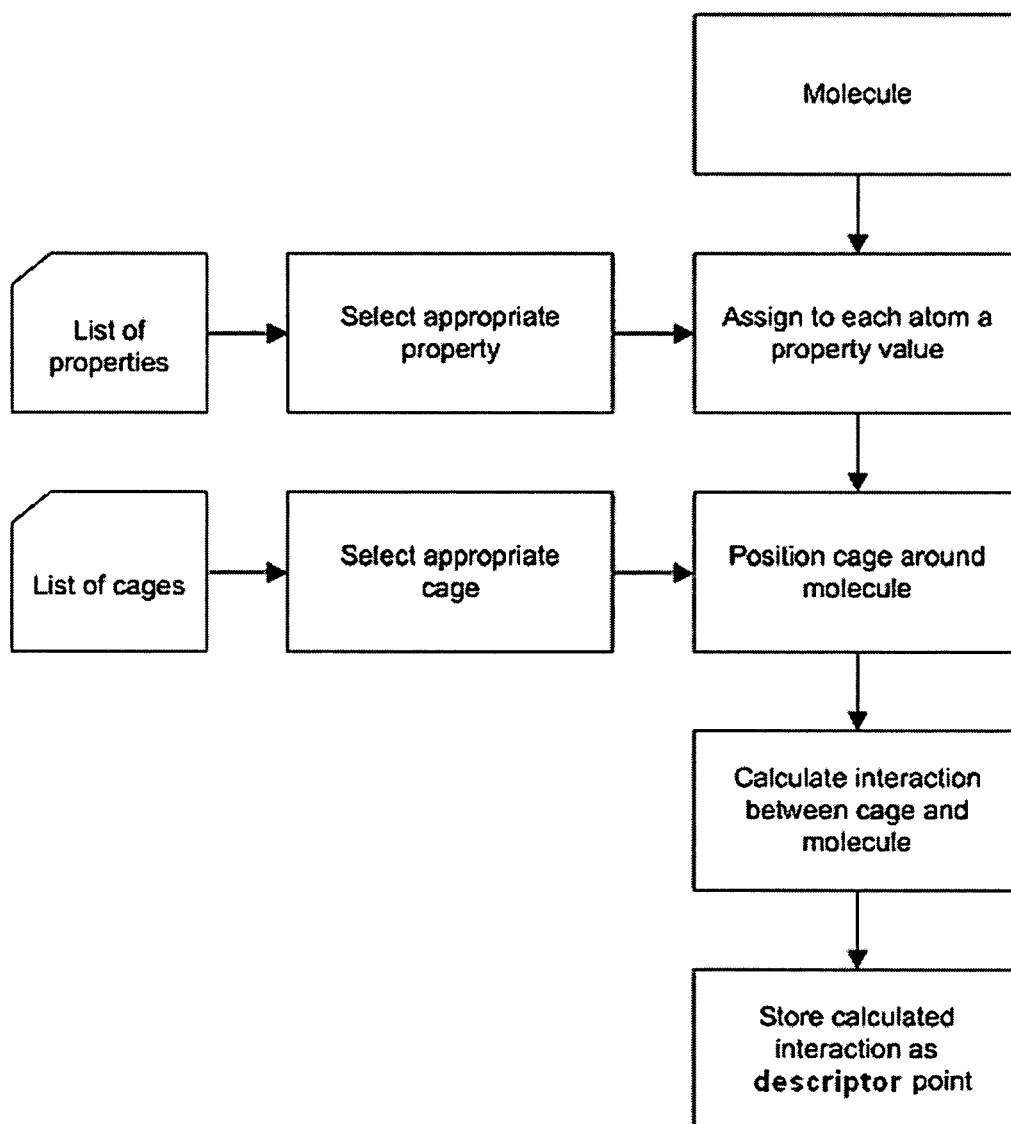 Molecule
List of
properties
Select appropriate
property
Assign to each atom a
property value
List of cages
Select appropriate
cage
Position cage around
molecule
Calculate interaction
between cage and
molecule
Store calculated
interaction as
descriptor point